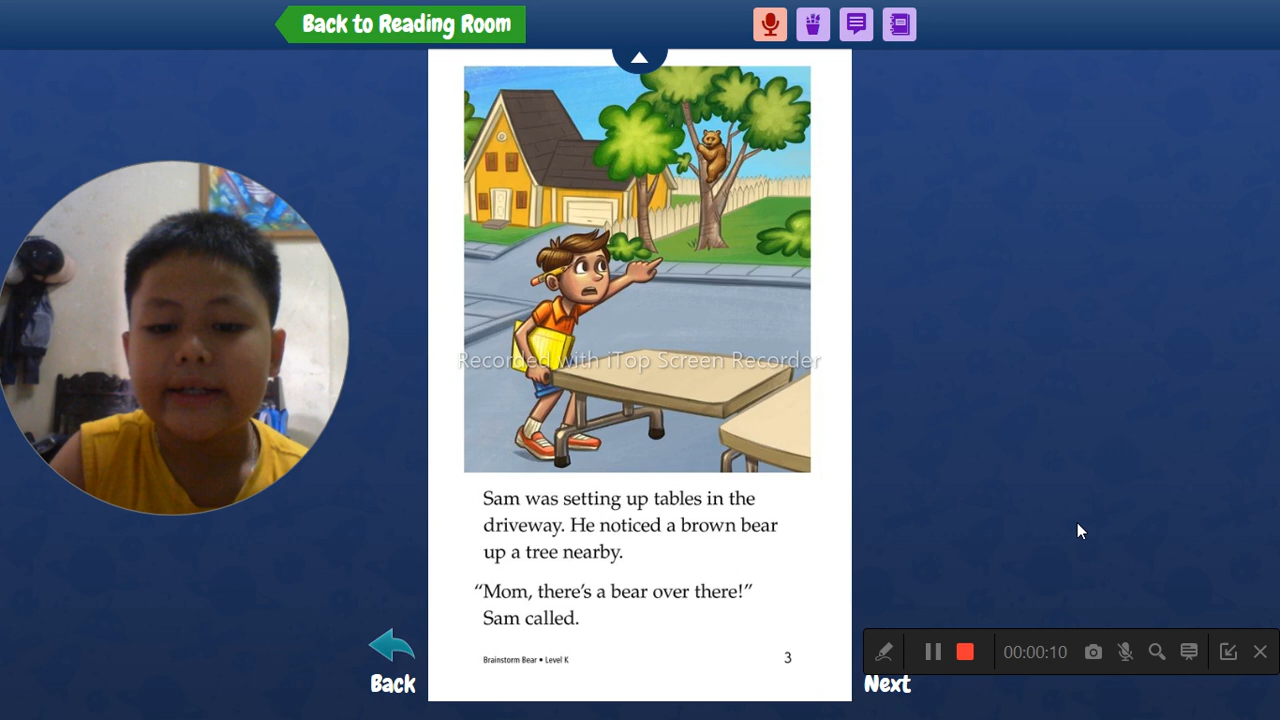 Back to Reading Room
Recorded with iTop Screen Recorder
Sam was setting up tables in the
driveway. He noticed a brown bear
up a tree nearby.
“Mom, there’s a bear over there!”
Sam called.
Brainstorm Bear • Level K
3
00:00:10
Back
Next